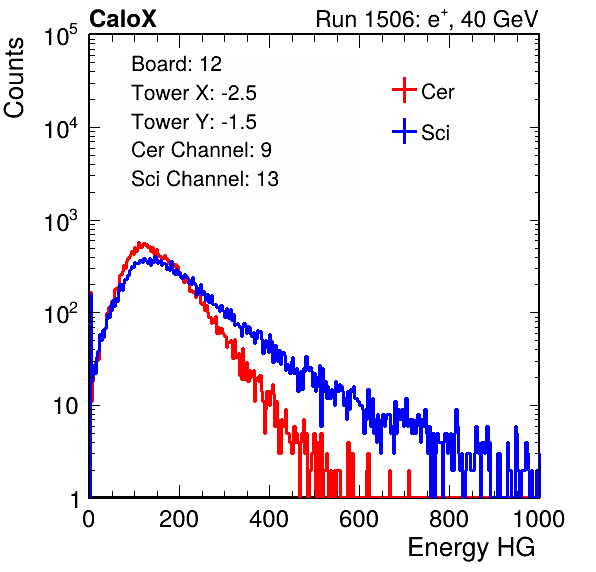 CaloX Run 1506: e⁺, 40 GeV
Counts
10⁵
10⁴
10³
10²
10
1
Board: 12
Tower X: -2.5
Tower Y: -1.5
Cer Channel: 9
Sci Channel: 13
Cer
Sci
0 200 400 600 800 1000
Energy HG